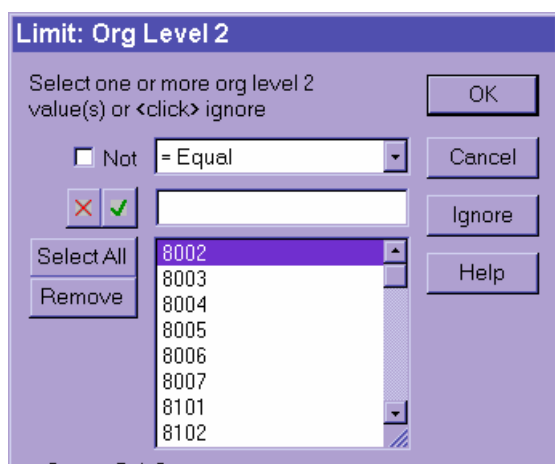 Limit: Org Level 2
Select one or more org level 2
value(s) or <click> ignore
OK
Not
= Equal
Cancel
Ignore
Select All
Remove
Help
8002
8003
8004
8005
8006
8007
8101
8102